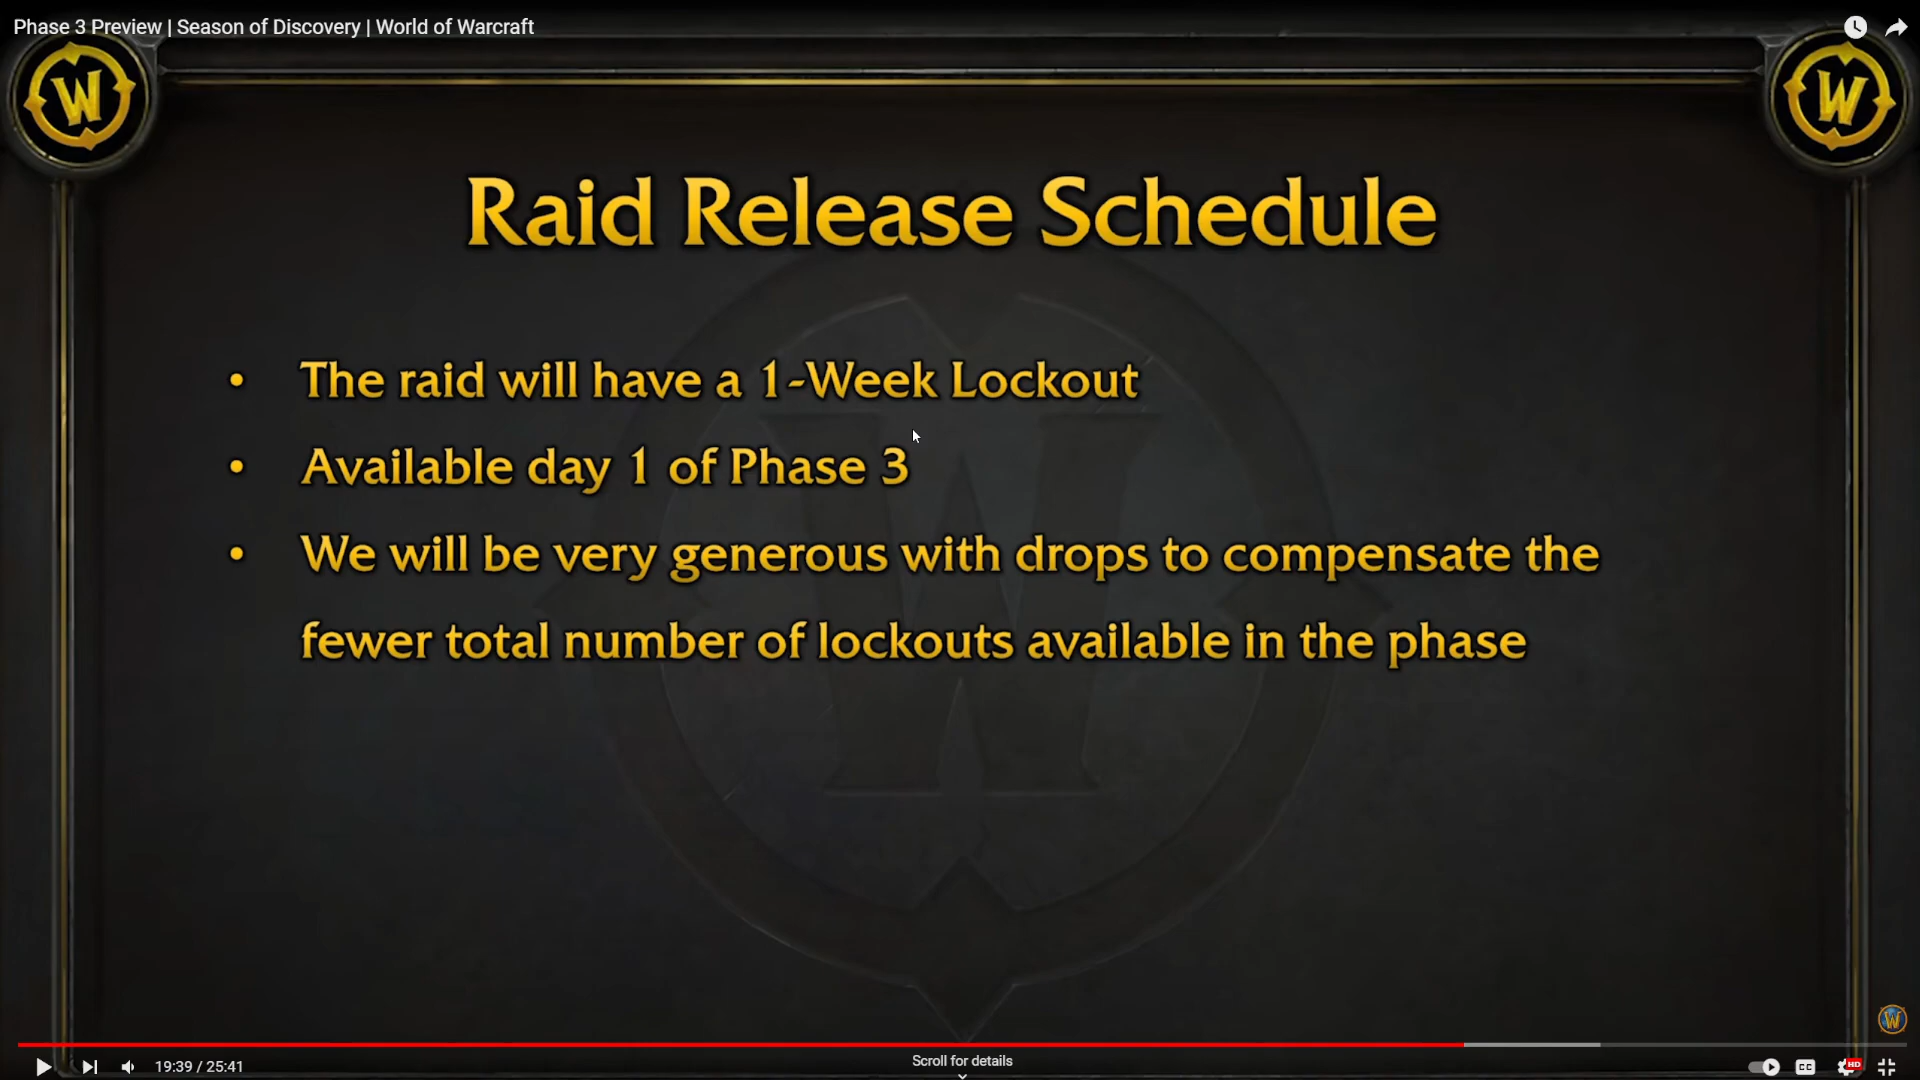 Phase 3 Preview | Season of Discovery | World of Warcraft
W
W
Raid Release Schedule
• The raid will have a 1-Week Lockout
• Available day 1 of Phase 3
• We will be very generous with drops to compensate the
fewer total number of lockouts available in the phase
W
19:39 / 25:41
Scroll for details
CC
HD